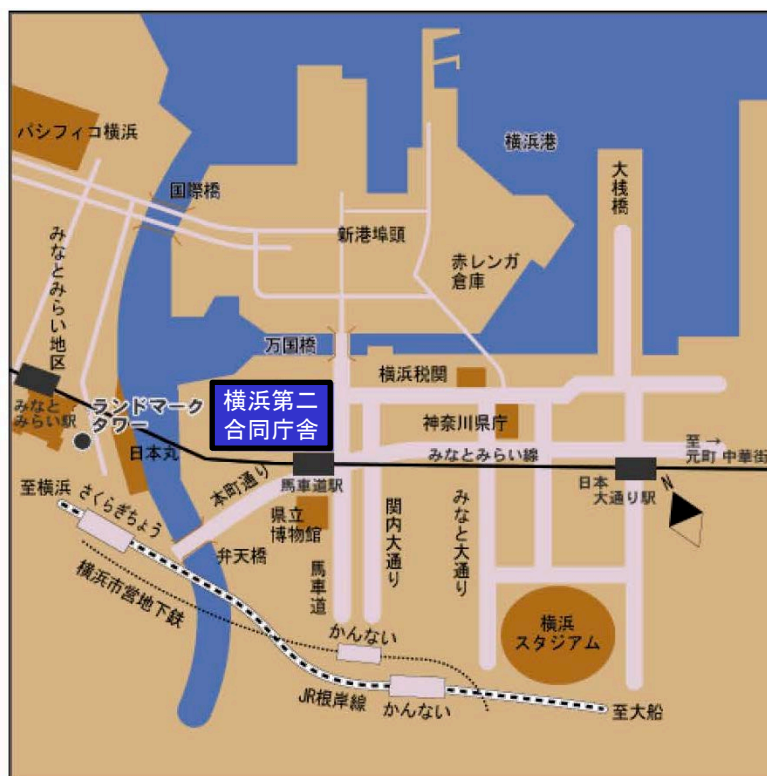 パシフィコ横浜
国際橋
横浜港
大桟橋
新港埠頭
赤レンガ
倉庫
みなとみらい地区
万国橋
横浜税関
横浜第二
合同庁舎
みなと
みらい駅
ランドマーク
タワー
神奈川県庁
日本丸
みなとみらい線
至→
元町 中華街
本町通り
馬車道駅
日本
大通り駅
N
至横浜
さくらぎちょう
県立
博物館
関内大通り
みなと大通り
弁天橋
馬車道
横浜市営地下鉄
横浜
スタジアム
かんない
JR根岸線
かんない
至大船